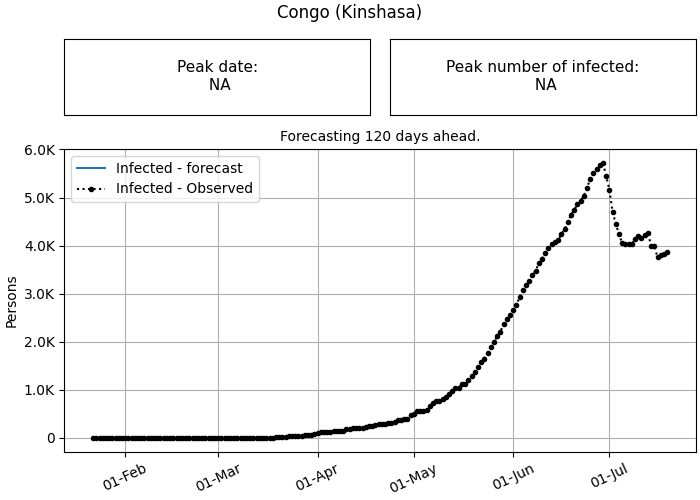 Congo (Kinshasa)
Peak date:
NA
Peak number of infected:
NA
Forecasting 120 days ahead.
Infected - forecast
Infected - Observed
6.0K
5.0K
4.0K
3.0K
2.0K
1.0K
0
Persons
01-Feb
01-Mar
01-Apr
01-May
01-Jun
01-Jul